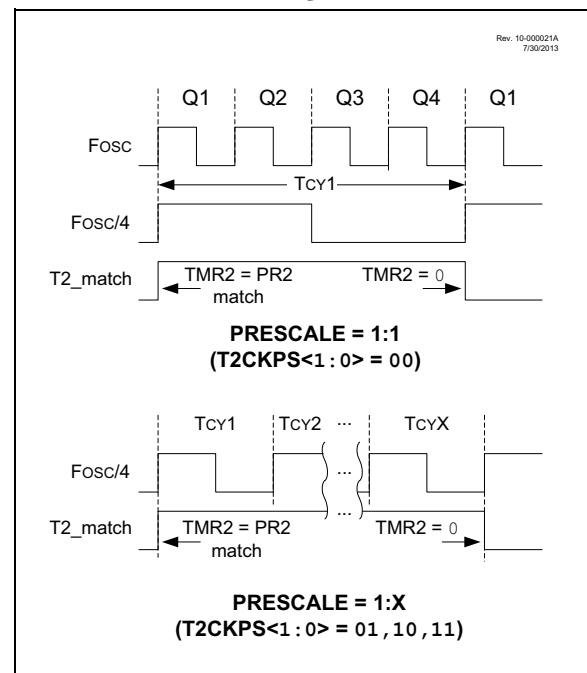 Rev. 10-000021A
7/30/2013
Q1 Q2 Q3 Q4 Q1
FOSC
TCY1
FOSC/4
T2_match
TMR2 = PR2
match
TMR2 = 0
PRESCALE = 1:1
(T2CKPS<1:0> = 00)
TCY1 TCY2 ... TCYX
FOSC/4
...
T2_match
...
TMR2 = PR2
match
TMR2 = 0
PRESCALE = 1:X
(T2CKPS<1:0> = 01,10,11)